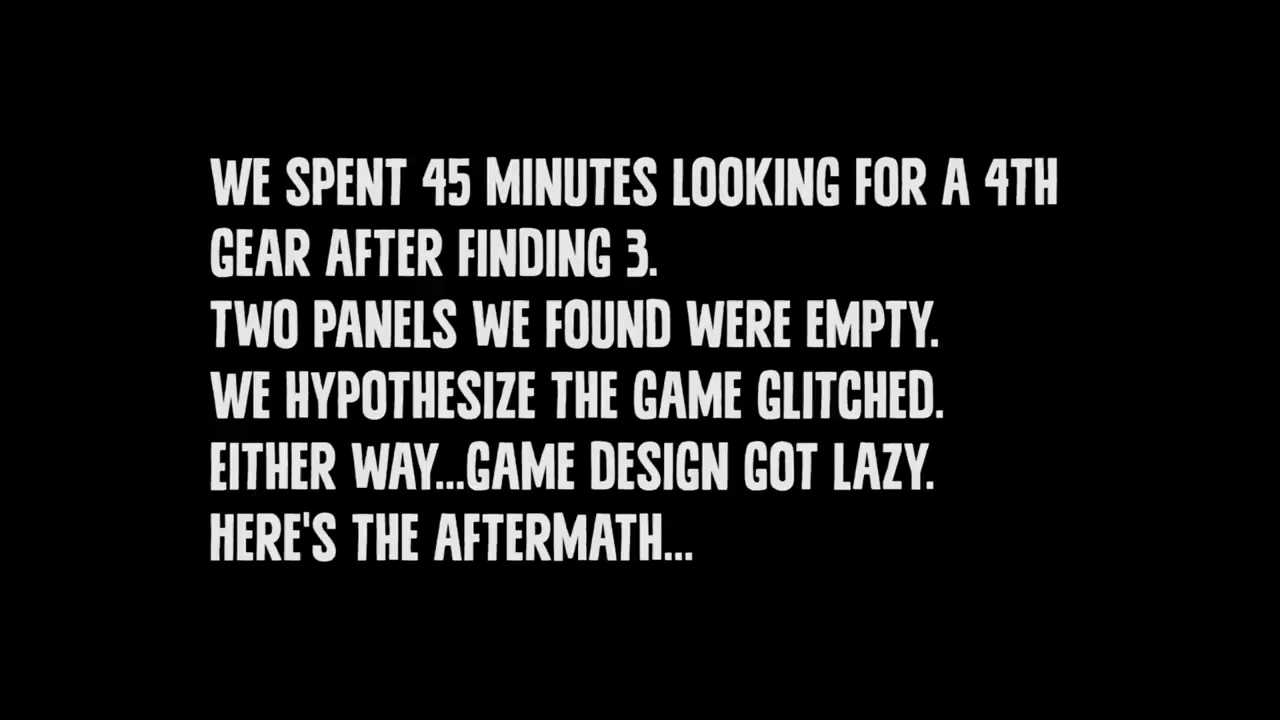 WE SPENT 45 MINUTES LOOKING FOR A 4TH
GEAR AFTER FINDING 3.
TWO PANELS WE FOUND WERE EMPTY.
WE HYPOTHESIZE THE GAME GLITCHED.
EITHER WAY...GAME DESIGN GOT LAZY.
HERE'S THE AFTERMATH...